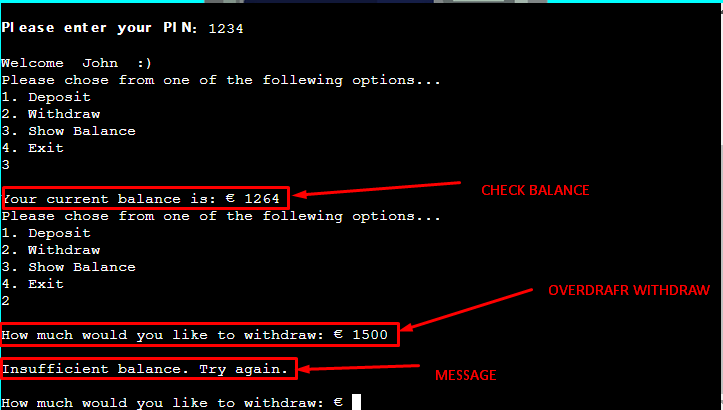 Please enter your PIN: 1234
Welcome John :)
Please chose from one of the following options...
1. Deposit
2. Withdraw
3. Show Balance
4. Exit
3
Your current balance is: € 1264
CHECK BALANCE
Please chose from one of the following options...
1. Deposit
2. Withdraw
3. Show Balance
4. Exit
2
OVERDRAFR WITHDRAW
How much would you like to withdraw: € 1500
Insufficient balance. Try again.
MESSAGE
How much would you like to withdraw: €